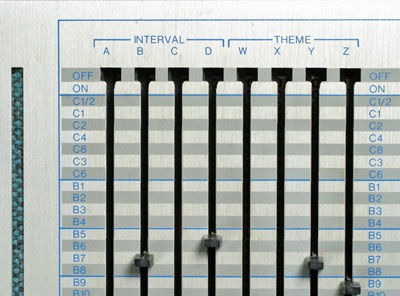 INTERVAL THEME
A B C D W X Y Z
OFF OFF
ON ON
C1/2 C1/2
C1 C1
C2 C2
C4 C4
C8 C8
C3 C3
C6 C6
B1 B1
B2 B2
B3 B3
B4 B4
B5 B5
B6 B6
B7 B7
B8 B8
B9 B9
B10 B10